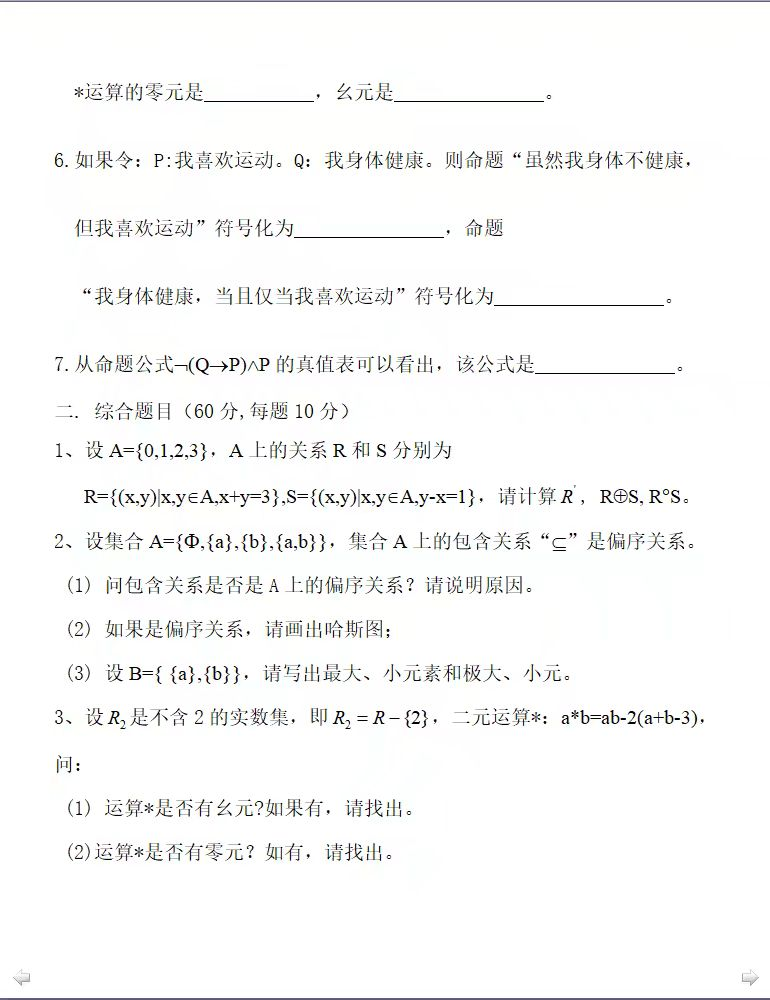 *运算的零元是___________，幺元是_______________。
6.如果令：P:我喜欢运动。Q：我身体健康。则命题“虽然我身体不健康，
但我喜欢运动”符号化为_______________，命题
“我身体健康，当且仅当我喜欢运动”符号化为_________________。
7.从命题公式¬(Q→P)∧P 的真值表可以看出，该公式是______________。
二. 综合题目（60 分,每题 10 分）
1、设 A={0,1,2,3}，A 上的关系 R 和 S 分别为
R={(x,y)|x,y∈A,x+y=3},S={(x,y)|x,y∈A,y-x=1}，请计算 R'， R⊕S, R°S。
2、设集合 A={Φ,{a},{b},{a,b}}，集合 A 上的包含关系“⊆”是偏序关系。
(1) 问包含关系是否是 A 上的偏序关系？请说明原因。
(2) 如果是偏序关系，请画出哈斯图；
(3) 设 B={ {a},{b}}，请写出最大、小元素和极大、小元。
3、设 R₂ 是不含 2 的实数集，即 R₂ = R − {2}，二元运算*：a*b=ab-2(a+b-3)，
问：
(1) 运算*是否有幺元?如果有，请找出。
(2)运算*是否有零元？如有，请找出。